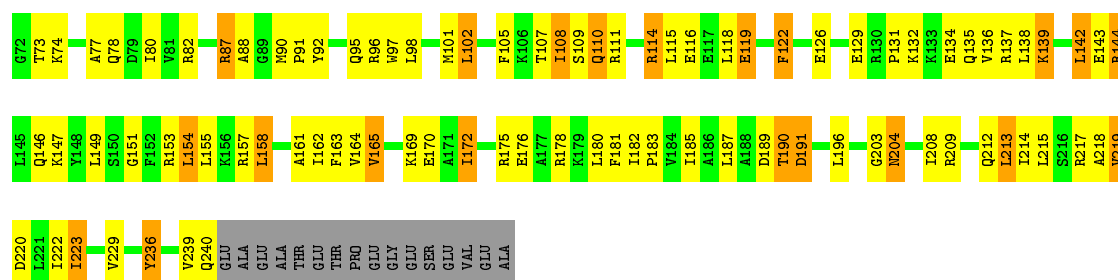 G72 T73 K74 A77 Q78 D79 I80 V81 R82 R87 A88 G89 M90 P91 Y92 Q95 R96 W97 L98 M101 L102 F105 K106 T107 I108 S109 Q110 R111 R114 L115 E116 E117 L118 E119 F122 E126 E129 R130 P131 K132 K133 E134 Q135 V136 R137 L138 K139 L142 E143 R144
L145 Q146 K147 Y148 L149 S150 G151 F152 R153 L154 L155 K156 R157 L158 A161 I162 F163 V164 V165 K169 E170 A171 I172 R175 E176 A177 R178 K179 L180 F181 I182 P183 V184 I185 A186 L187 A188 D189 T190 D191 L196 G203 N204 I208 R209 Q212 L213 I214 L215 S216 R217 A218
D220 L221 I222 I223 V229 Y236 V239 Q240 GLU ALA GLU ALA THR GLU THR PRO GLU GLY GLU SER GLU VAL GLU ALA